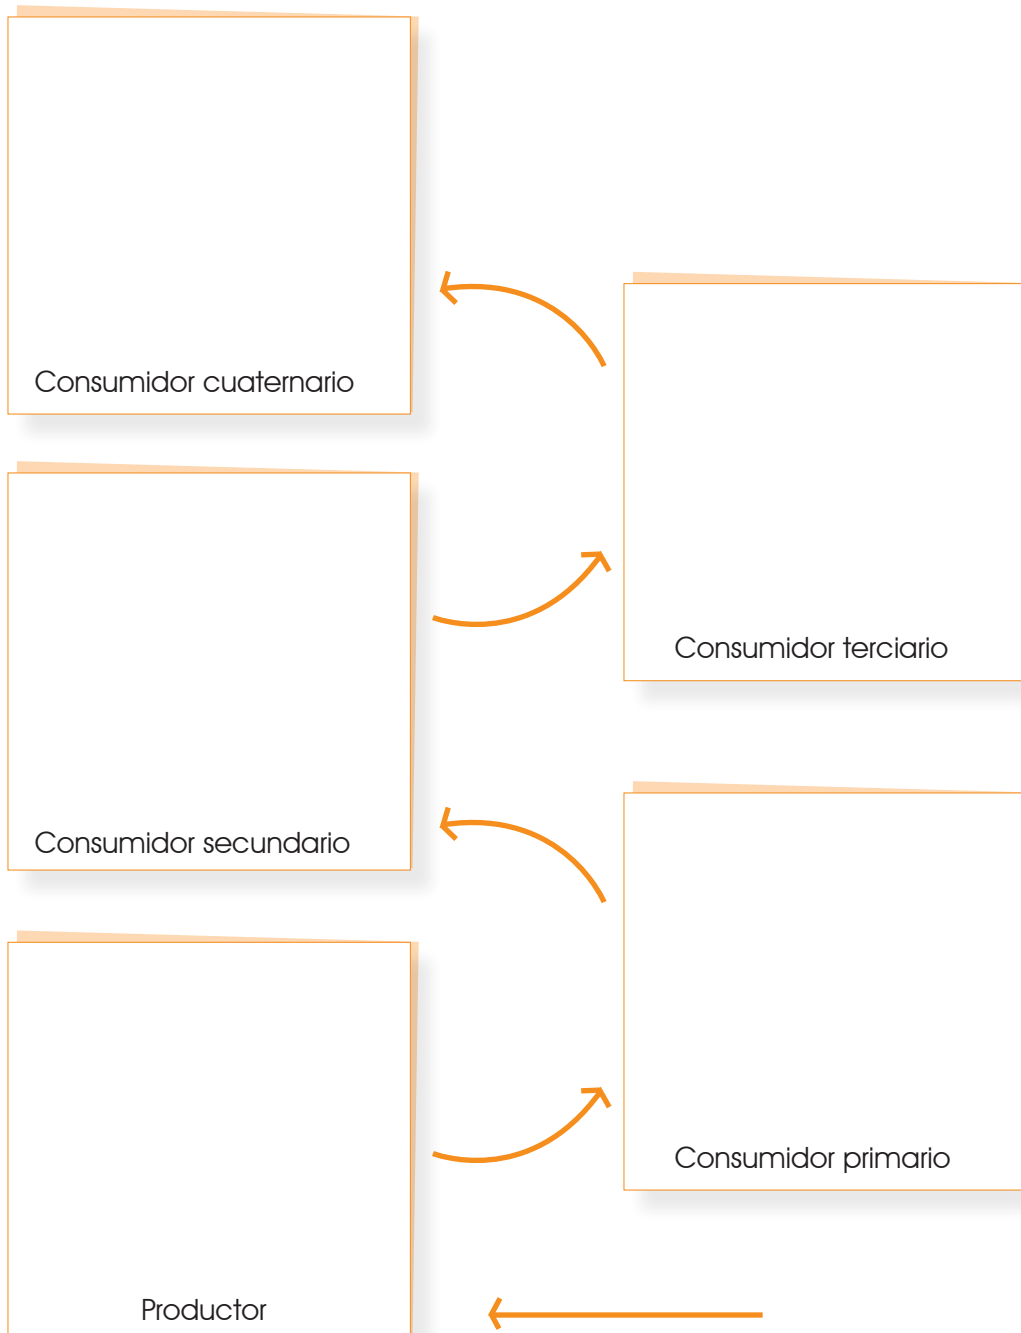 Consumidor cuaternario
Consumidor terciario
Consumidor secundario
Consumidor primario
Productor